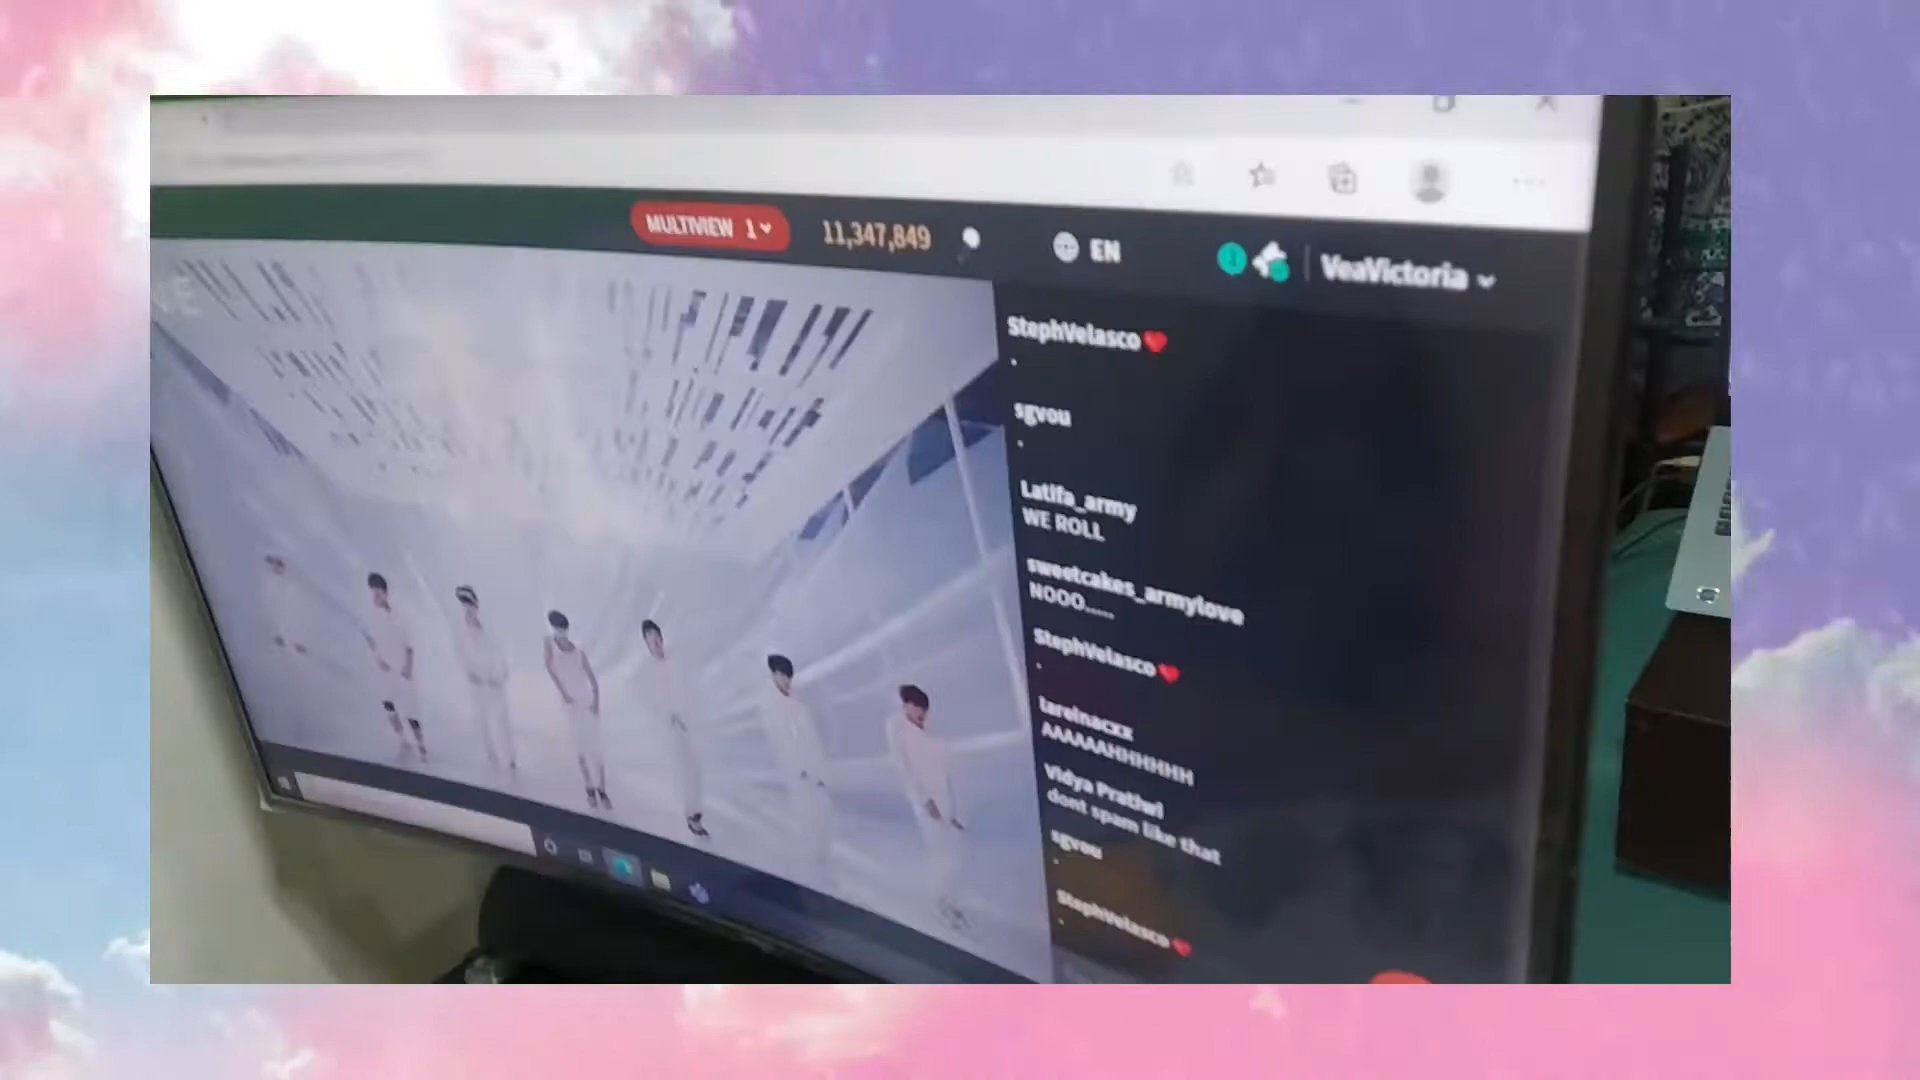 MULTIVIEW 1
11,347,849
EN
VeaVictoria
StephVelasco
.
sgvou
.
Latifa_army
WE ROLL
sweetcakes_armylove
NOOO.....
StephVelasco
.
lareinacxx
AAAAAAHHHHHH
Vidya Pratiwi
dont spam like that
sgvou
.
StephVelasco
.